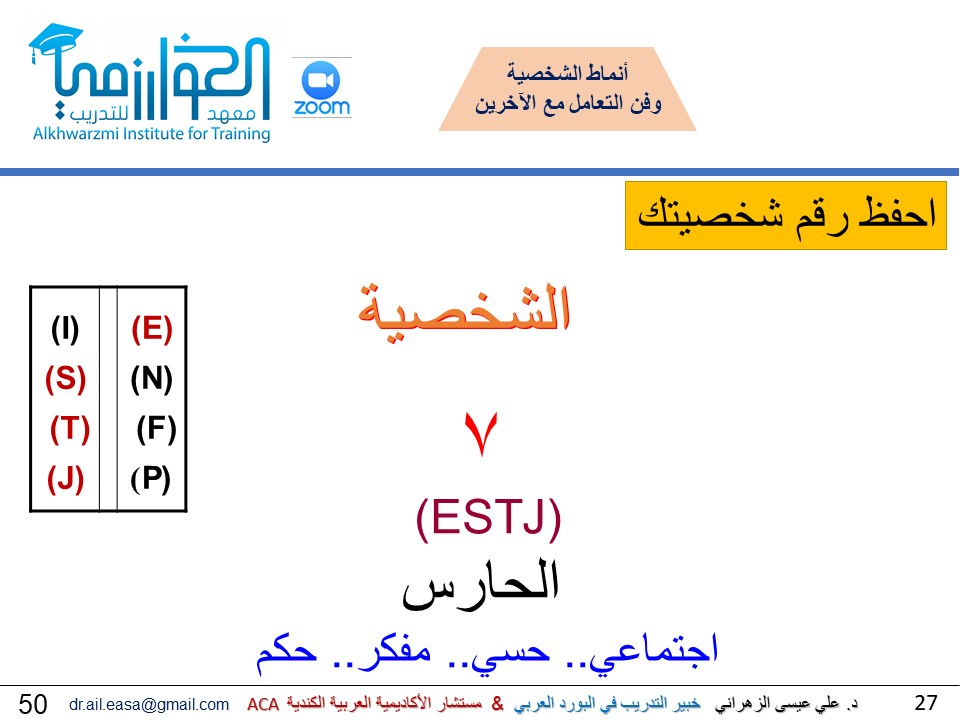 الخوارزمي
معهد للتدريب
Alkhwarzmi Institute for Training
zoom
أنماط الشخصية
وفن التعامل مع الآخرين
احفظ رقم شخصيتك
الشخصية
(I) (E)
(S) (N)
(T) (F)
(J) (P)
٧
(ESTJ)
الحارس
اجتماعي.. حسي.. مفكر.. حكم
50 dr.ail.easa@gmail.com د. علي عيسى الزهراني خبير التدريب في البورد العربي & مستشار الأكاديمية العربية الكندية ACA 27